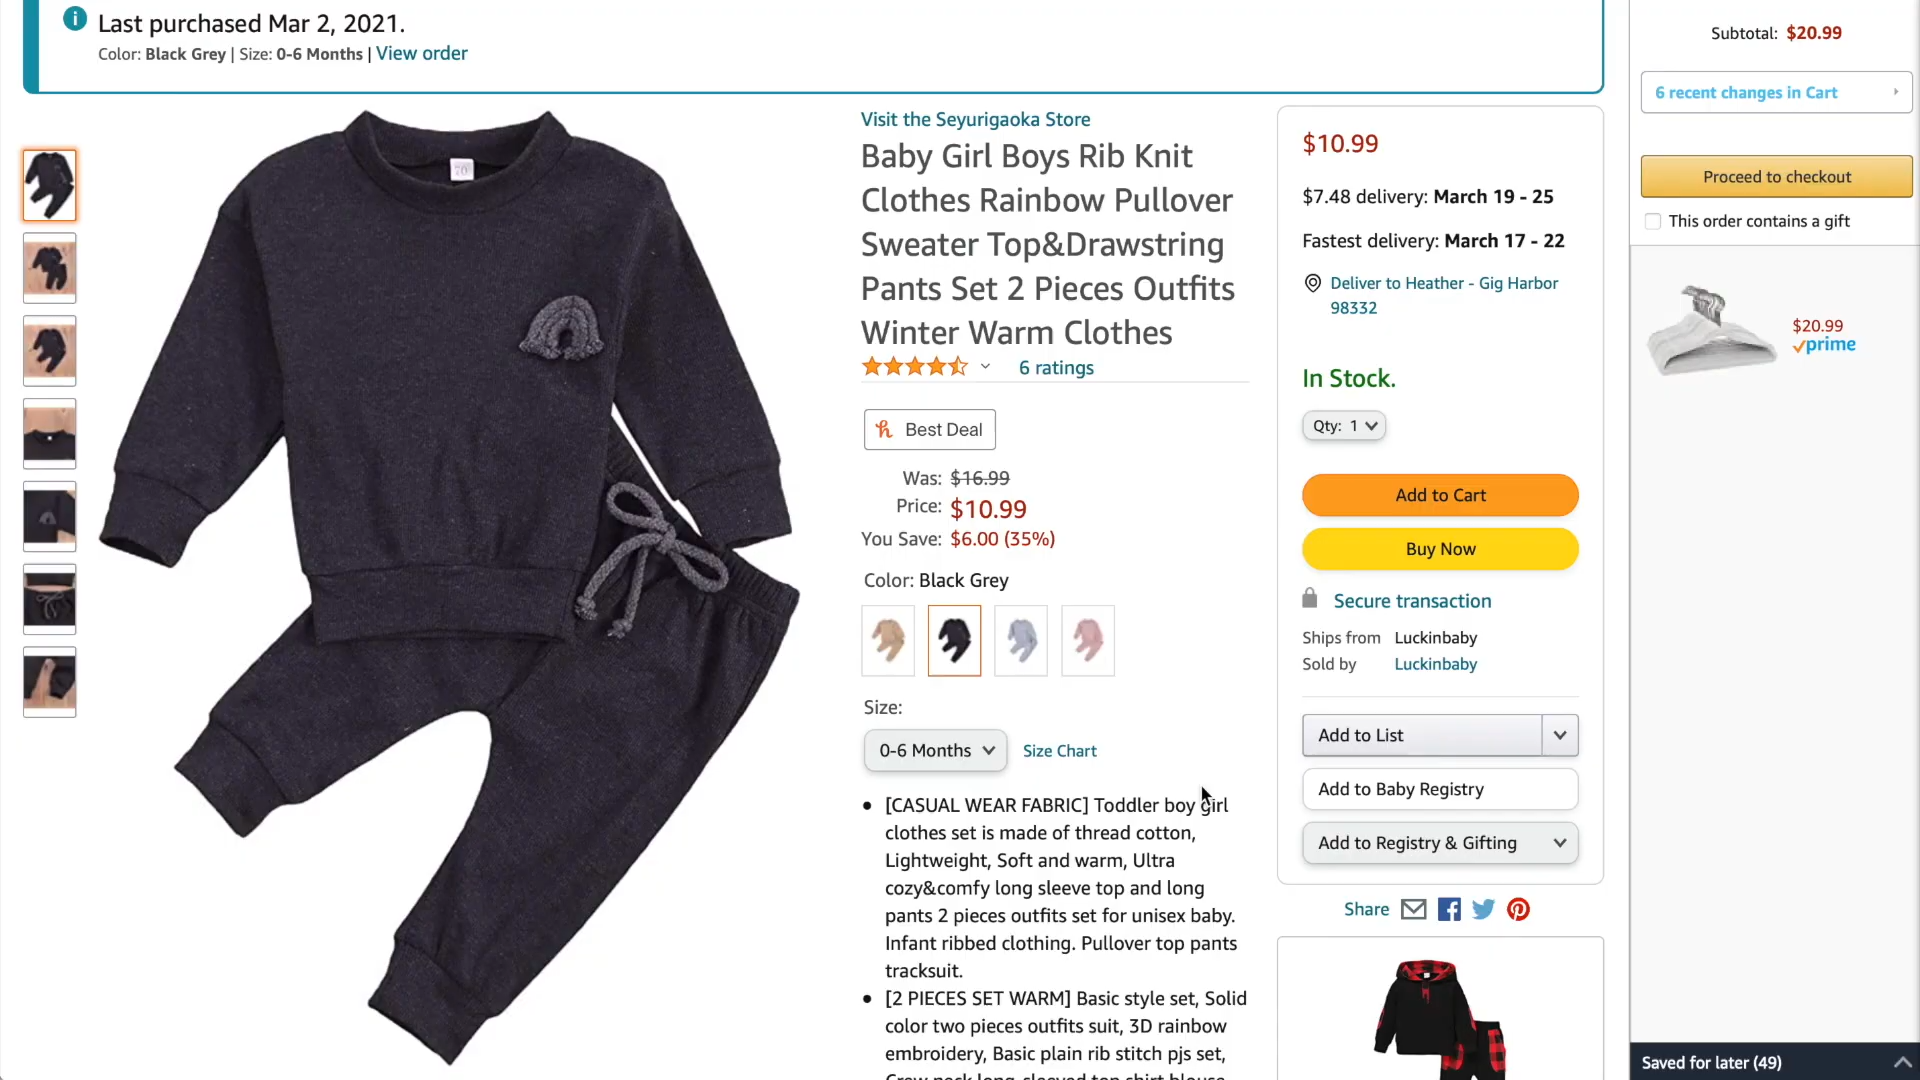 Last purchased Mar 2, 2021.
Color: Black Grey | Size: 0-6 Months | View order
70
Visit the Seyurigaoka Store
Baby Girl Boys Rib Knit
Clothes Rainbow Pullover
Sweater Top&Drawstring
Pants Set 2 Pieces Outfits
Winter Warm Clothes
6 ratings
Best Deal
Was: $16.99
Price: $10.99
You Save: $6.00 (35%)
Color: Black Grey
Size:
0-6 Months
Size Chart
[CASUAL WEAR FABRIC] Toddler boy girl
clothes set is made of thread cotton,
Lightweight, Soft and warm, Ultra
cozy&comfy long sleeve top and long
pants 2 pieces outfits set for unisex baby.
Infant ribbed clothing. Pullover top pants
tracksuit.
[2 PIECES SET WARM] Basic style set, Solid
color two pieces outfits suit, 3D rainbow
embroidery, Basic plain rib stitch pjs set,
Crew neck long-sleeved top shirt blouse
$10.99
$7.48 delivery: March 19 - 25
Fastest delivery: March 17 - 22
Deliver to Heather - Gig Harbor
98332
In Stock.
Qty: 1
Add to Cart
Buy Now
Secure transaction
Ships from Luckinbaby
Sold by Luckinbaby
Add to List
Add to Baby Registry
Add to Registry & Gifting
Share
Subtotal: $20.99
6 recent changes in Cart
Proceed to checkout
This order contains a gift
$20.99
prime
Saved for later (49)